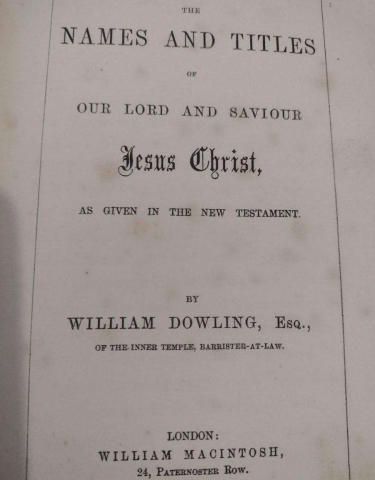 THE
NAMES AND TITLES
OF
OUR LORD AND SAVIOUR
Jesus Christ,
AS GIVEN IN THE NEW TESTAMENT.
BY
WILLIAM DOWLING, Esq.,
OF THE INNER TEMPLE, BARRISTER-AT-LAW.
LONDON:
WILLIAM MACINTOSH,
24, Paternoster Row.